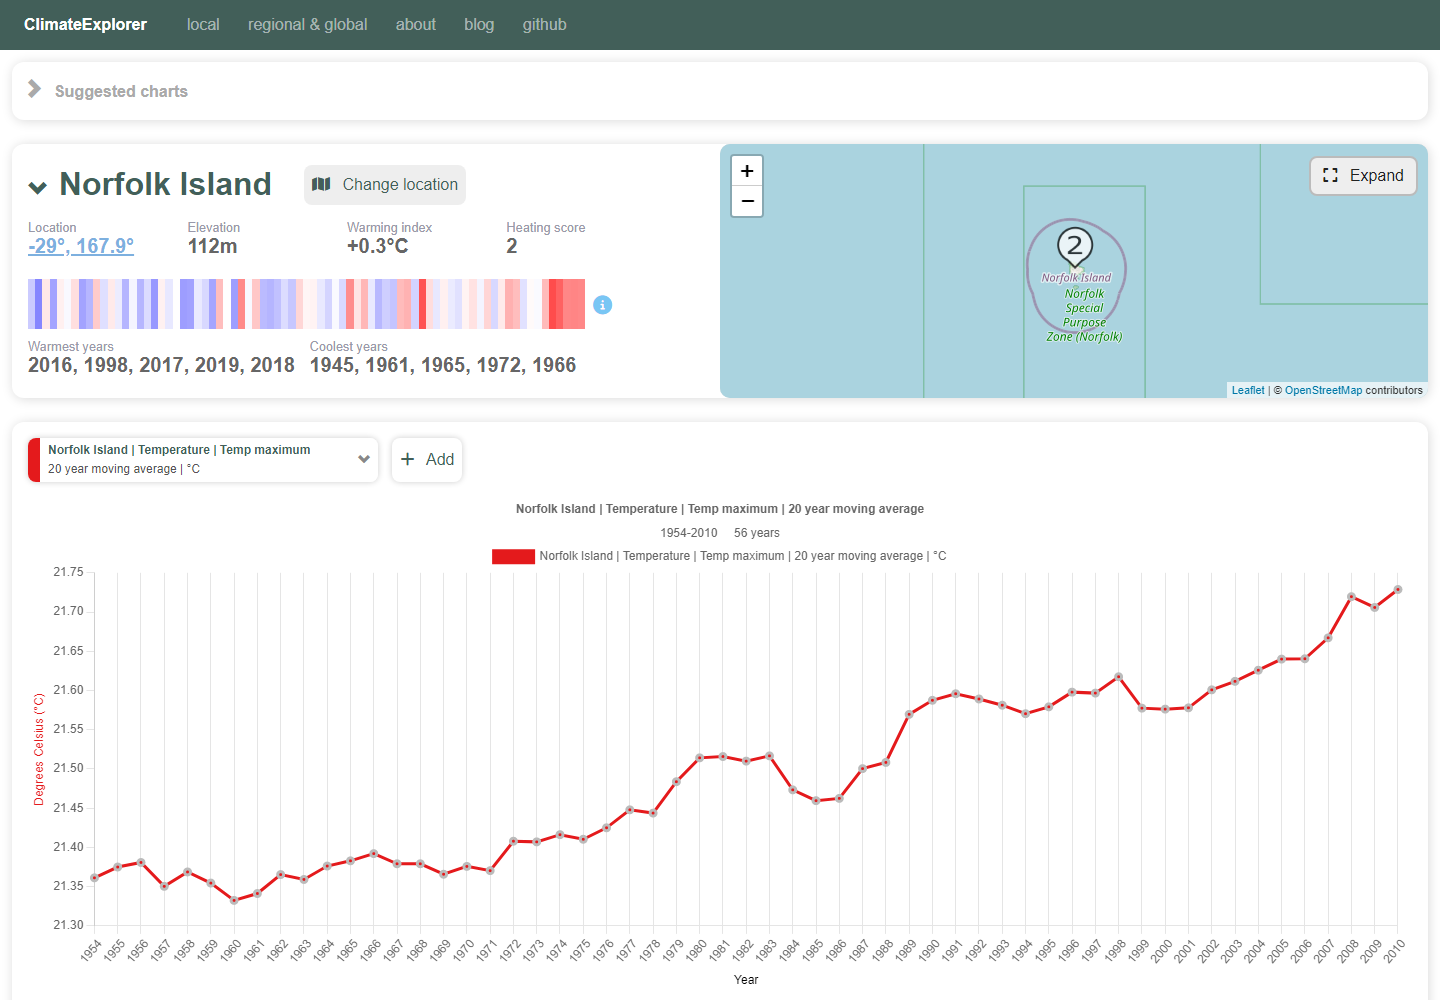 ClimateExplorer local regional & global about blog github
Suggested charts
Norfolk Island Change location
Location Elevation Warming index Heating score
-29°, 167.9° 112m +0.3°C 2
Warmest years Coolest years
2016, 1998, 2017, 2019, 2018 1945, 1961, 1965, 1972, 1966
+
−
Expand
2
Norfolk Island
Norfolk
Special
Purpose
Zone (Norfolk)
Leaflet | © OpenStreetMap contributors
Norfolk Island | Temperature | Temp maximum
20 year moving average | °C
+ Add
Norfolk Island | Temperature | Temp maximum | 20 year moving average
1954-2010 56 years
Norfolk Island | Temperature | Temp maximum | 20 year moving average | °C
Degrees Celsius (°C)
21.75
21.70
21.65
21.60
21.55
21.50
21.45
21.40
21.35
21.30
1954 1955 1956 1957 1958 1959 1960 1961 1962 1963 1964 1965 1966 1967 1968 1969 1970 1971 1972 1973 1974 1975 1976 1977 1978 1979 1980 1981 1982 1983 1984 1985 1986 1987 1988 1989 1990 1991 1992 1993 1994 1995 1996 1997 1998 1999 2000 2001 2002 2003 2004 2005 2006 2007 2008 2009 2010
Year